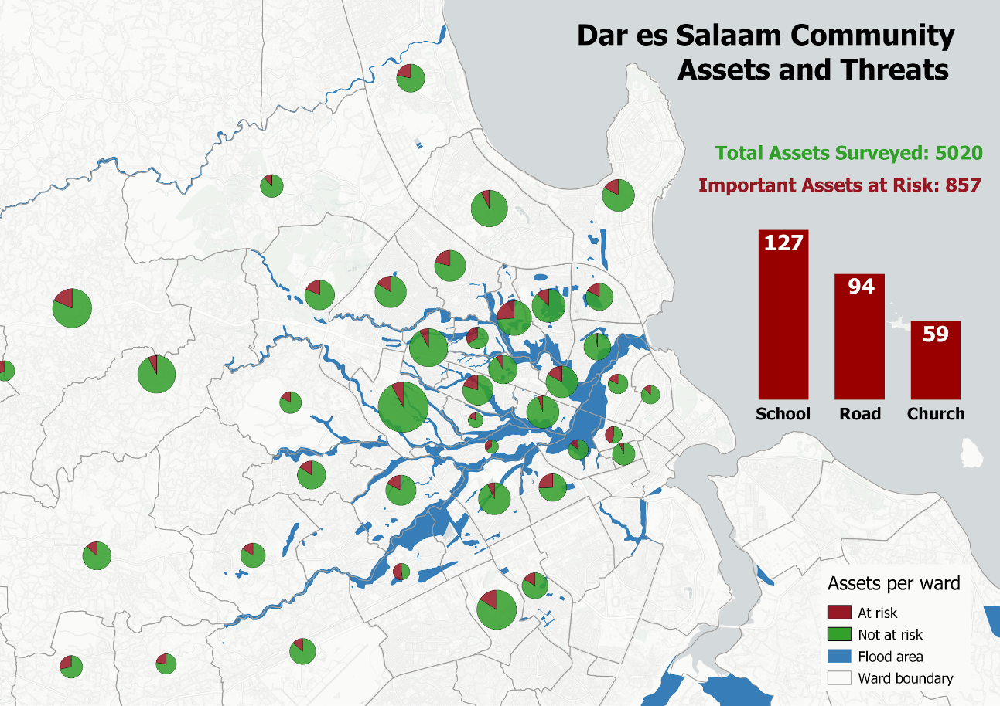 Dar es Salaam Community
Assets and Threats
Total Assets Surveyed: 5020
Important Assets at Risk: 857
127
94
59
School
Road
Church
Assets per ward
At risk
Not at risk
Flood area
Ward boundary